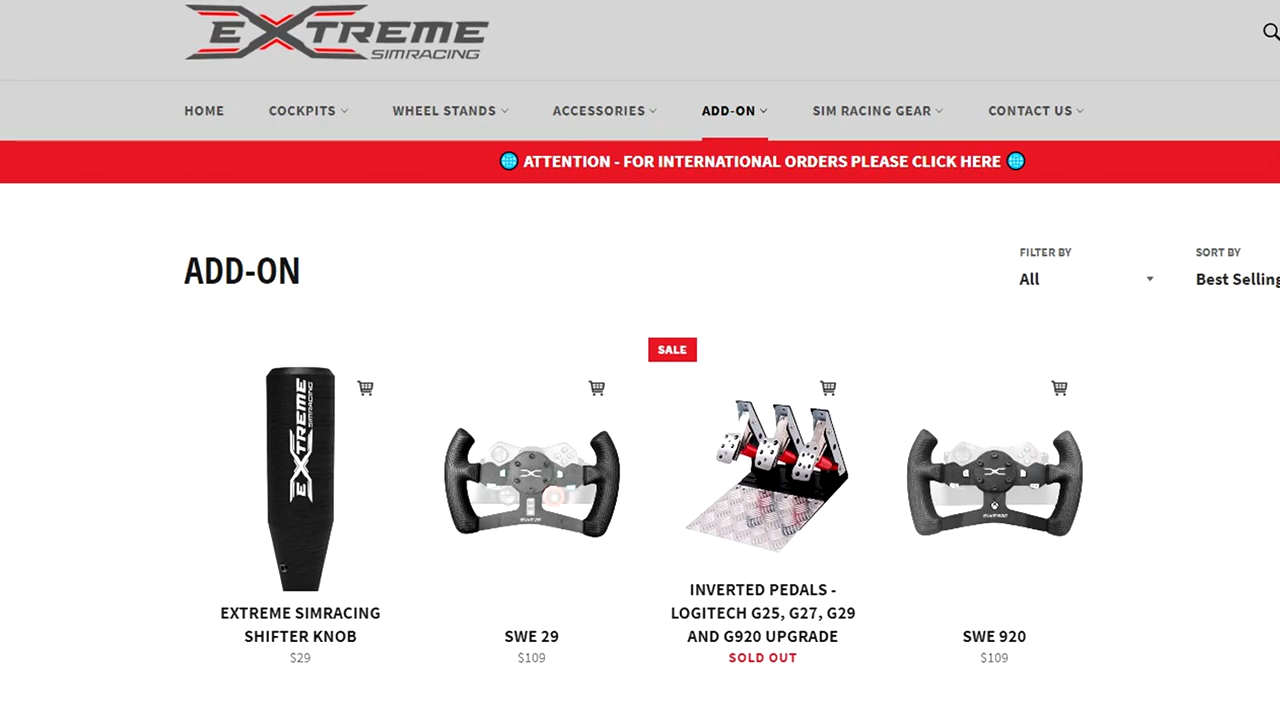 EXTREME
SIMRACING
HOME COCKPITS WHEEL STANDS ACCESSORIES ADD-ON SIM RACING GEAR CONTACT US
ATTENTION - FOR INTERNATIONAL ORDERS PLEASE CLICK HERE
ADD-ON
FILTER BY
All
SORT BY
Best Selling
SALE
EXTREME
SIMRACING
EXTREME SIMRACING
SHIFTER KNOB
$29
SWE 29
$109
INVERTED PEDALS -
LOGITECH G25, G27, G29
AND G920 UPGRADE
SOLD OUT
SWE 920
$109